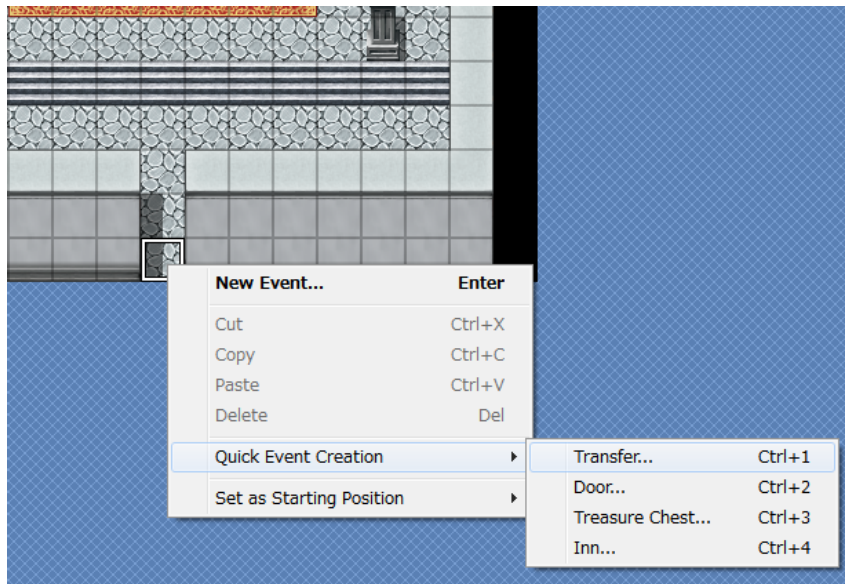 New Event... Enter
Cut Ctrl+X
Copy Ctrl+C
Paste Ctrl+V
Delete Del
Quick Event Creation
Set as Starting Position
Transfer... Ctrl+1
Door... Ctrl+2
Treasure Chest... Ctrl+3
Inn... Ctrl+4